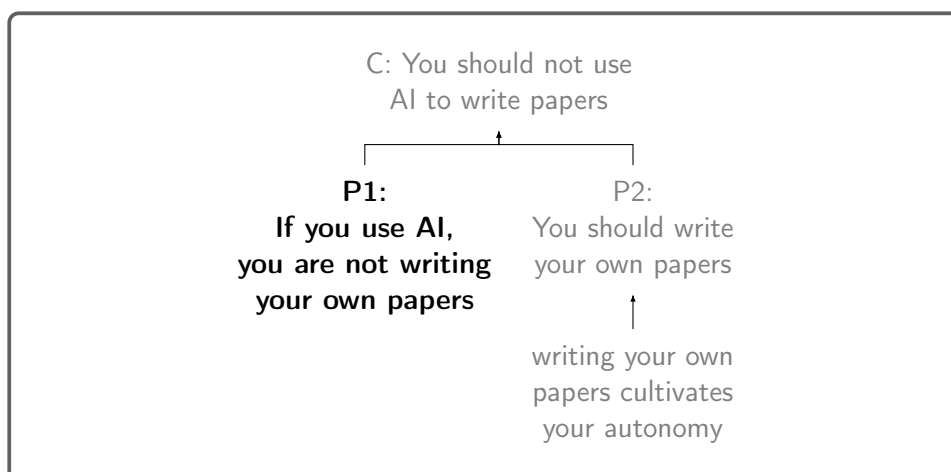 C: You should not use
AI to write papers
P1:
If you use AI,
you are not writing
your own papers
P2:
You should write
your own papers
writing your own
papers cultivates
your autonomy